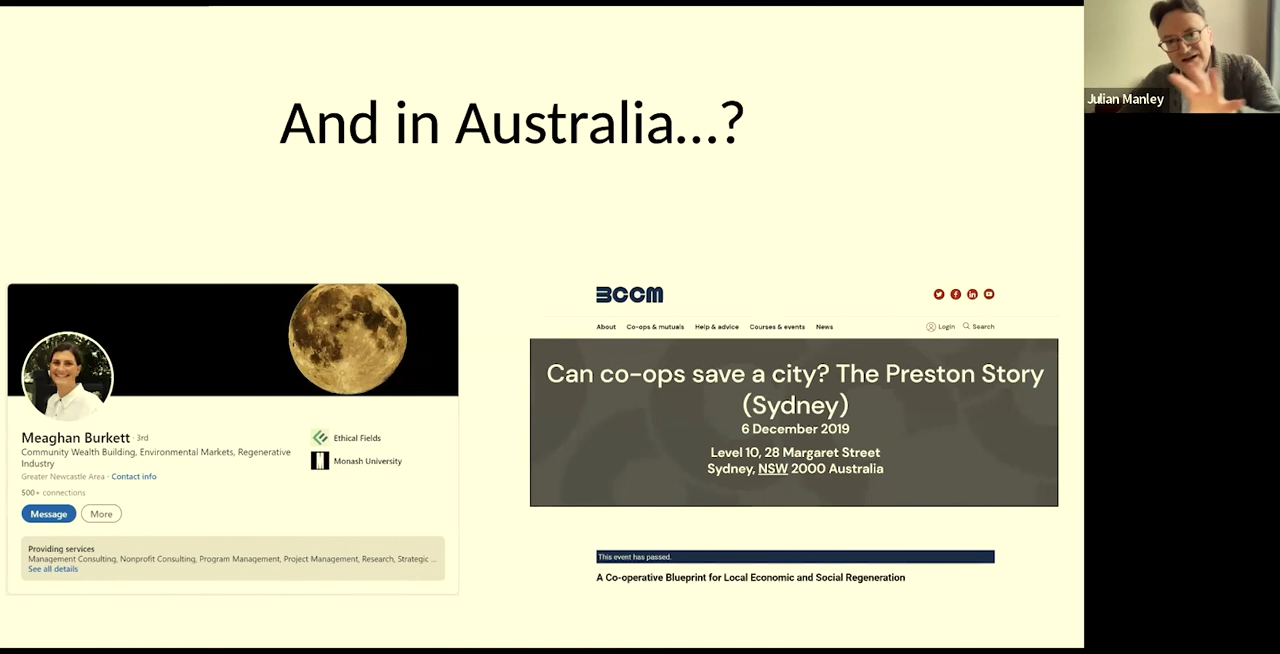 And in Australia...?
Julian Manley
Meaghan Burkett · 3rd
Community Wealth Building, Environmental Markets, Regenerative
Industry
Greater Newcastle Area · Contact info
500+ connections
Message
More
Ethical Fields
Monash University
Providing services
Management Consulting, Nonprofit Consulting, Program Management, Project Management, Research, Strategic ...
See all details
BCCM
About Co-ops & mutuals Help & advice Courses & events News Login Search
Can co-ops save a city? The Preston Story
(Sydney)
6 December 2019
Level 10, 28 Margaret Street
Sydney, NSW 2000 Australia
This event has passed.
A Co-operative Blueprint for Local Economic and Social Regeneration